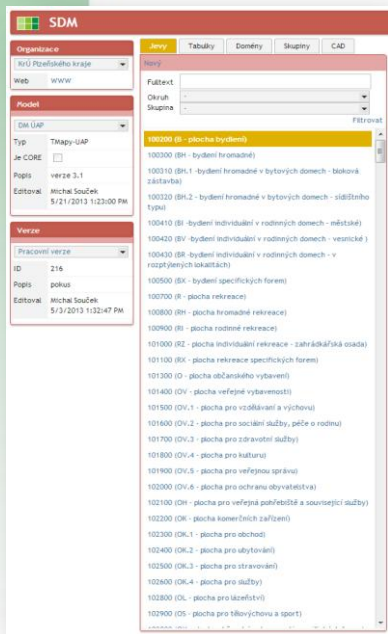 SDM
Organizace
KrÚ Plzeňského kraje
Web www
Model
DM ÚAP
Typ TMapy-UAP
Je CORE
Popis verze 3.1
Editoval Michal Souček
5/21/2013 1:23:00 PM
Verze
Pracovní verze
ID 216
Popis pokus
Editoval Michal Souček
5/3/2013 1:32:47 PM
Jevy Tabulky Domény Skupiny CAD
Nový
Fulltext
Okruh -
Skupina -
Filtrovat
100200 (B - plocha bydlení)
100300 (BH - bydlení hromadné)
100310 (BH.1 -bydlení hromadné v bytových domech - bloková
zástavba)
100320 (BH.2 - bydlení hromadné v bytových domech - sídlištního
typu)
100410 (BI -bydlení individuální v rodinných domech - městské)
100420 (BV -bydlení individuální v rodinných domech - vesnické )
100430 (BR -bydlení individuální v rodinných domech - v
rozptýlených lokalitách)
100500 (BX - bydlení specifických forem)
100700 (R - plocha rekreace)
100800 (RH - plocha hromadné rekreace)
100900 (RI - plocha rodinné rekreace)
101000 (RZ - plocha individuální rekreace - zahrádkářská osada)
101100 (RX - plocha rekreace specifických forem)
101300 (O - plocha občanského vybavení)
101400 (OV - plocha veřejné vybavenosti)
101500 (OV.1 - plocha pro vzdělávání a výchovu)
101600 (OV.2 - plocha pro sociální služby, péče o rodinu)
101700 (OV.3 - plocha pro zdravotní služby)
101800 (OV.4 - plocha pro kulturu)
101900 (OV.5 - plocha pro veřejnou správu)
102000 (OV.6 - plocha pro ochranu obyvatelstva)
102100 (OH - plocha pro veřejná pohřebiště a související služby)
102200 (OK - plocha komerčních zařízení)
102300 (OK.1 - plocha pro obchod)
102400 (OK.2 - plocha pro ubytování)
102500 (OK.3 - plocha pro stravování)
102600 (OK.4 - plocha pro služby)
102800 (OL - plocha pro lázeňství)
102900 (OS - plocha pro tělovýchovu a sport)